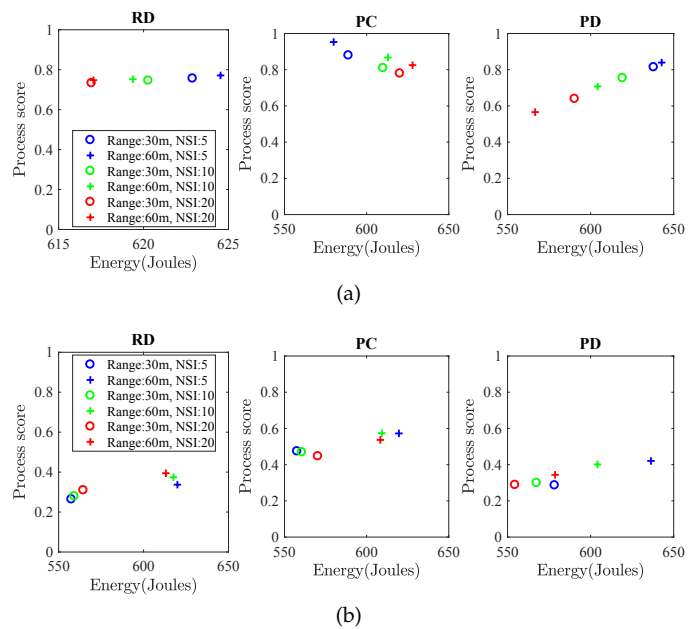 RD
PC
PD
1
0.8
0.6
0.4
0.2
0
Process score
Range:30m, NSI:5
Range:60m, NSI:5
Range:30m, NSI:10
Range:60m, NSI:10
Range:30m, NSI:20
Range:60m, NSI:20
615 620 625
Energy(Joules)
1
0.8
0.6
0.4
0.2
0
Process score
550 600 650
Energy(Joules)
1
0.8
0.6
0.4
0.2
0
Process score
550 600 650
Energy(Joules)
(a)
RD
PC
PD
1
0.8
0.6
0.4
0.2
0
Process score
Range:30m, NSI:5
Range:60m, NSI:5
Range:30m, NSI:10
Range:60m, NSI:10
Range:30m, NSI:20
Range:60m, NSI:20
550 600 650
Energy(Joules)
1
0.8
0.6
0.4
0.2
0
Process score
550 600 650
Energy(Joules)
1
0.8
0.6
0.4
0.2
0
Process score
550 600 650
Energy(Joules)
(b)